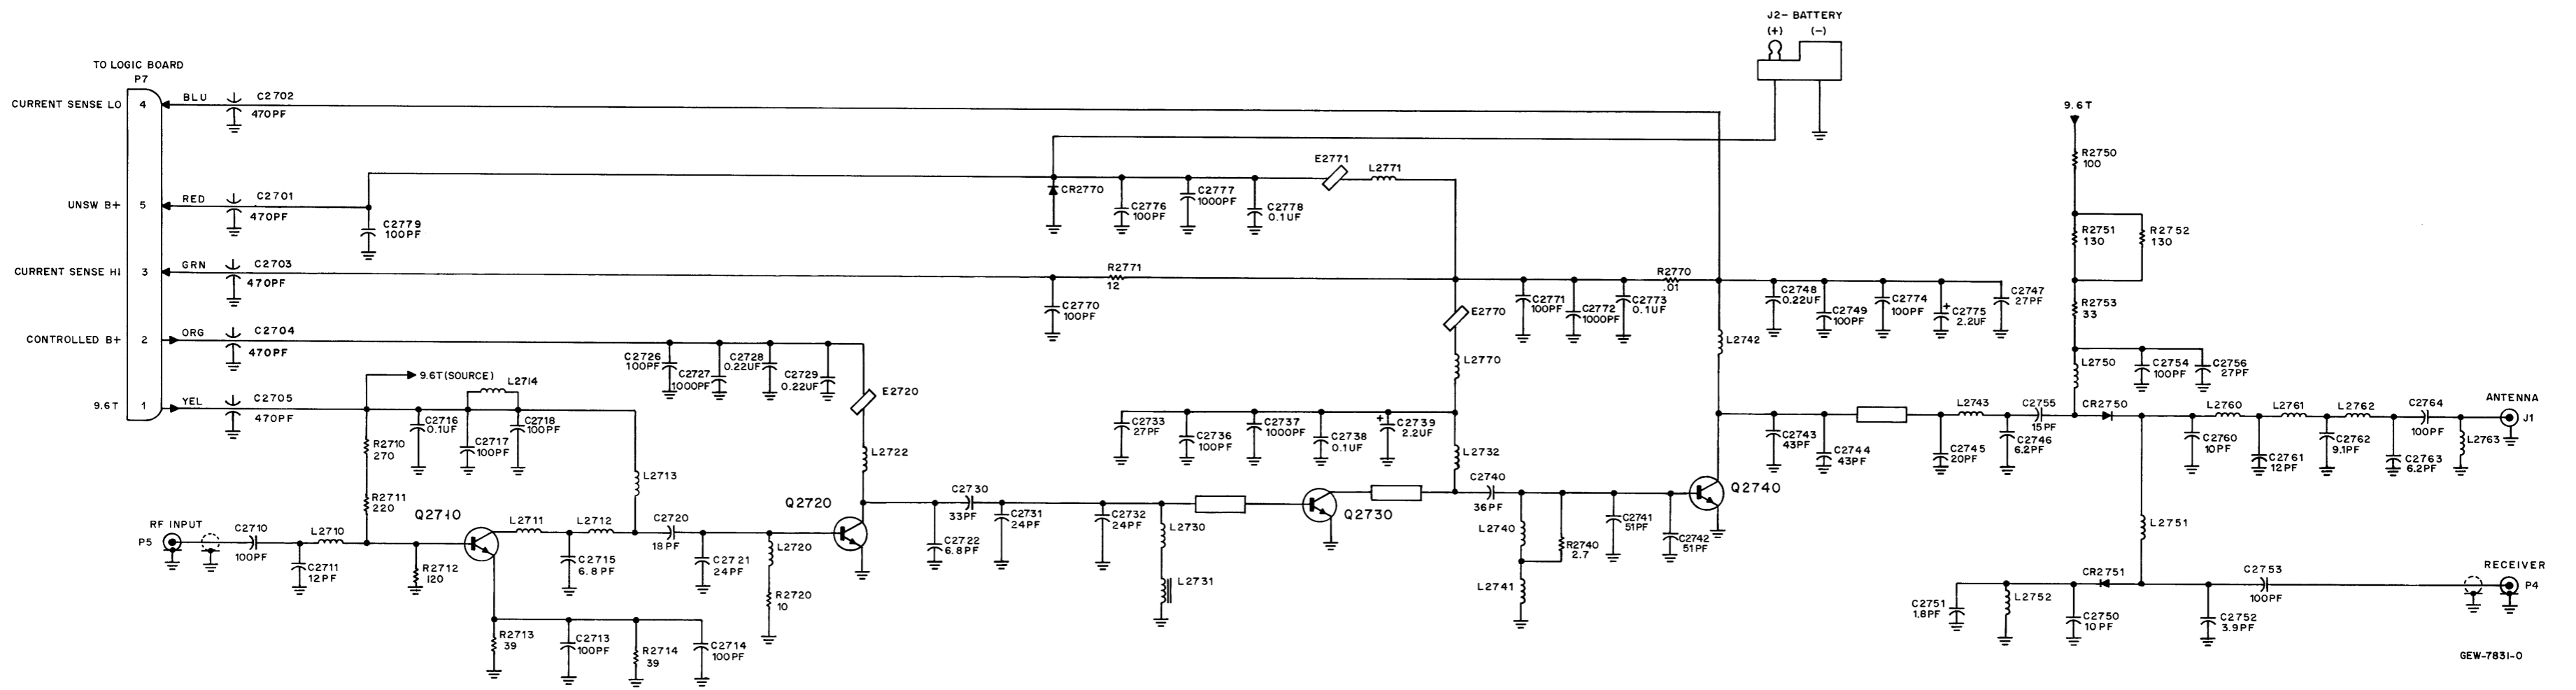 J2- BATTERY
(+) (-)
TO LOGIC BOARD
P7
CURRENT SENSE LO 4 BLU C2702
470PF
9.6T
R2750
100
E2771
L2771
UNSW B+ 5 RED C2701
470PF
C2779
100PF
CR2770
C2776
100PF
C2777
1000PF
C2778
0.1UF
R2751
130
R2752
130
CURRENT SENSE HI 3 GRN C2703
470PF
R2771
12
C2770
100PF
E2770
C2771
100PF
C2772
1000PF
C2773
0.1UF
R2770
.01
C2748
0.22UF
C2749
100PF
C2774
100PF
+
C2775
2.2UF
C2747
27PF
R2753
33
CONTROLLED B+ 2 ORG C2704
470PF
C2726
100PF
C2727
1000PF
C2728
0.22UF
C2729
0.22UF
E2720
L2770
L2742
L2750
C2754
100PF
C2756
27PF
9.6T(SOURCE)
L2714
9.6T 1 YEL C2705
470PF
R2710
270
C2716
0.1UF
C2717
100PF
C2718
100PF
L2713
L2722
C2733
27PF
C2736
100PF
C2737
1000PF
C2738
0.1UF
+
C2739
2.2UF
L2732
C2743
43PF
C2744
43PF
C2745
20PF
L2743
C2746
6.2PF
C2755
15PF
CR2750
L2760
L2761
L2762
C2764
100PF
ANTENNA
J1
C2760
10PF
C2761
12PF
C2762
9.1PF
C2763
6.2PF
L2763
R2711
220
RF INPUT
P5
C2710
100PF
L2710
C2711
12PF
R2712
120
Q2710
L2711
L2712
C2715
6.8PF
C2720
18PF
C2721
24PF
L2720
R2720
10
Q2720
C2722
6.8PF
C2730
33PF
C2731
24PF
C2732
24PF
L2730
L2731
Q2730
C2740
36PF
L2740
L2741
R2740
2.7
C2741
51PF
C2742
51PF
Q2740
L2751
R2713
39
C2713
100PF
R2714
39
C2714
100PF
C2751
1.8PF
L2752
C2750
10PF
CR2751
C2752
3.9PF
C2753
100PF
RECEIVER
P4
GEW-7831-0